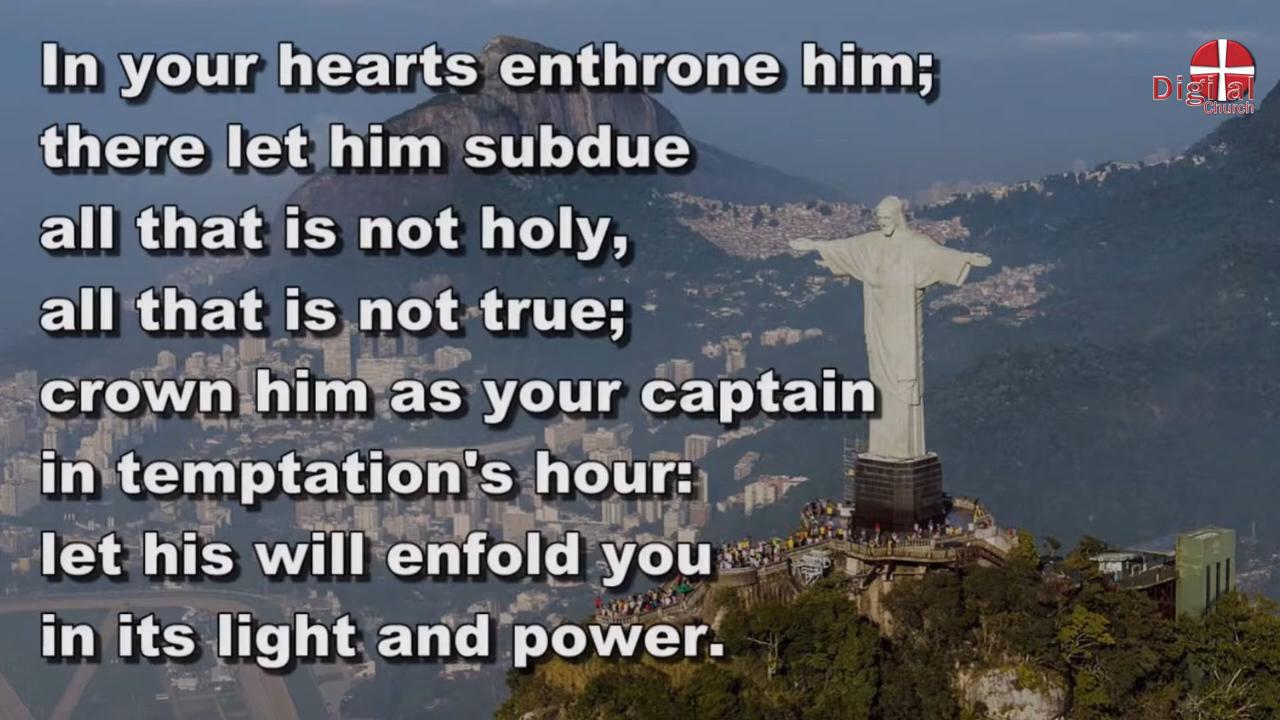 In your hearts enthrone him;
there let him subdue
all that is not holy,
all that is not true;
crown him as your captain
in temptation's hour:
let his will enfold you
in its light and power.
Digital
Church